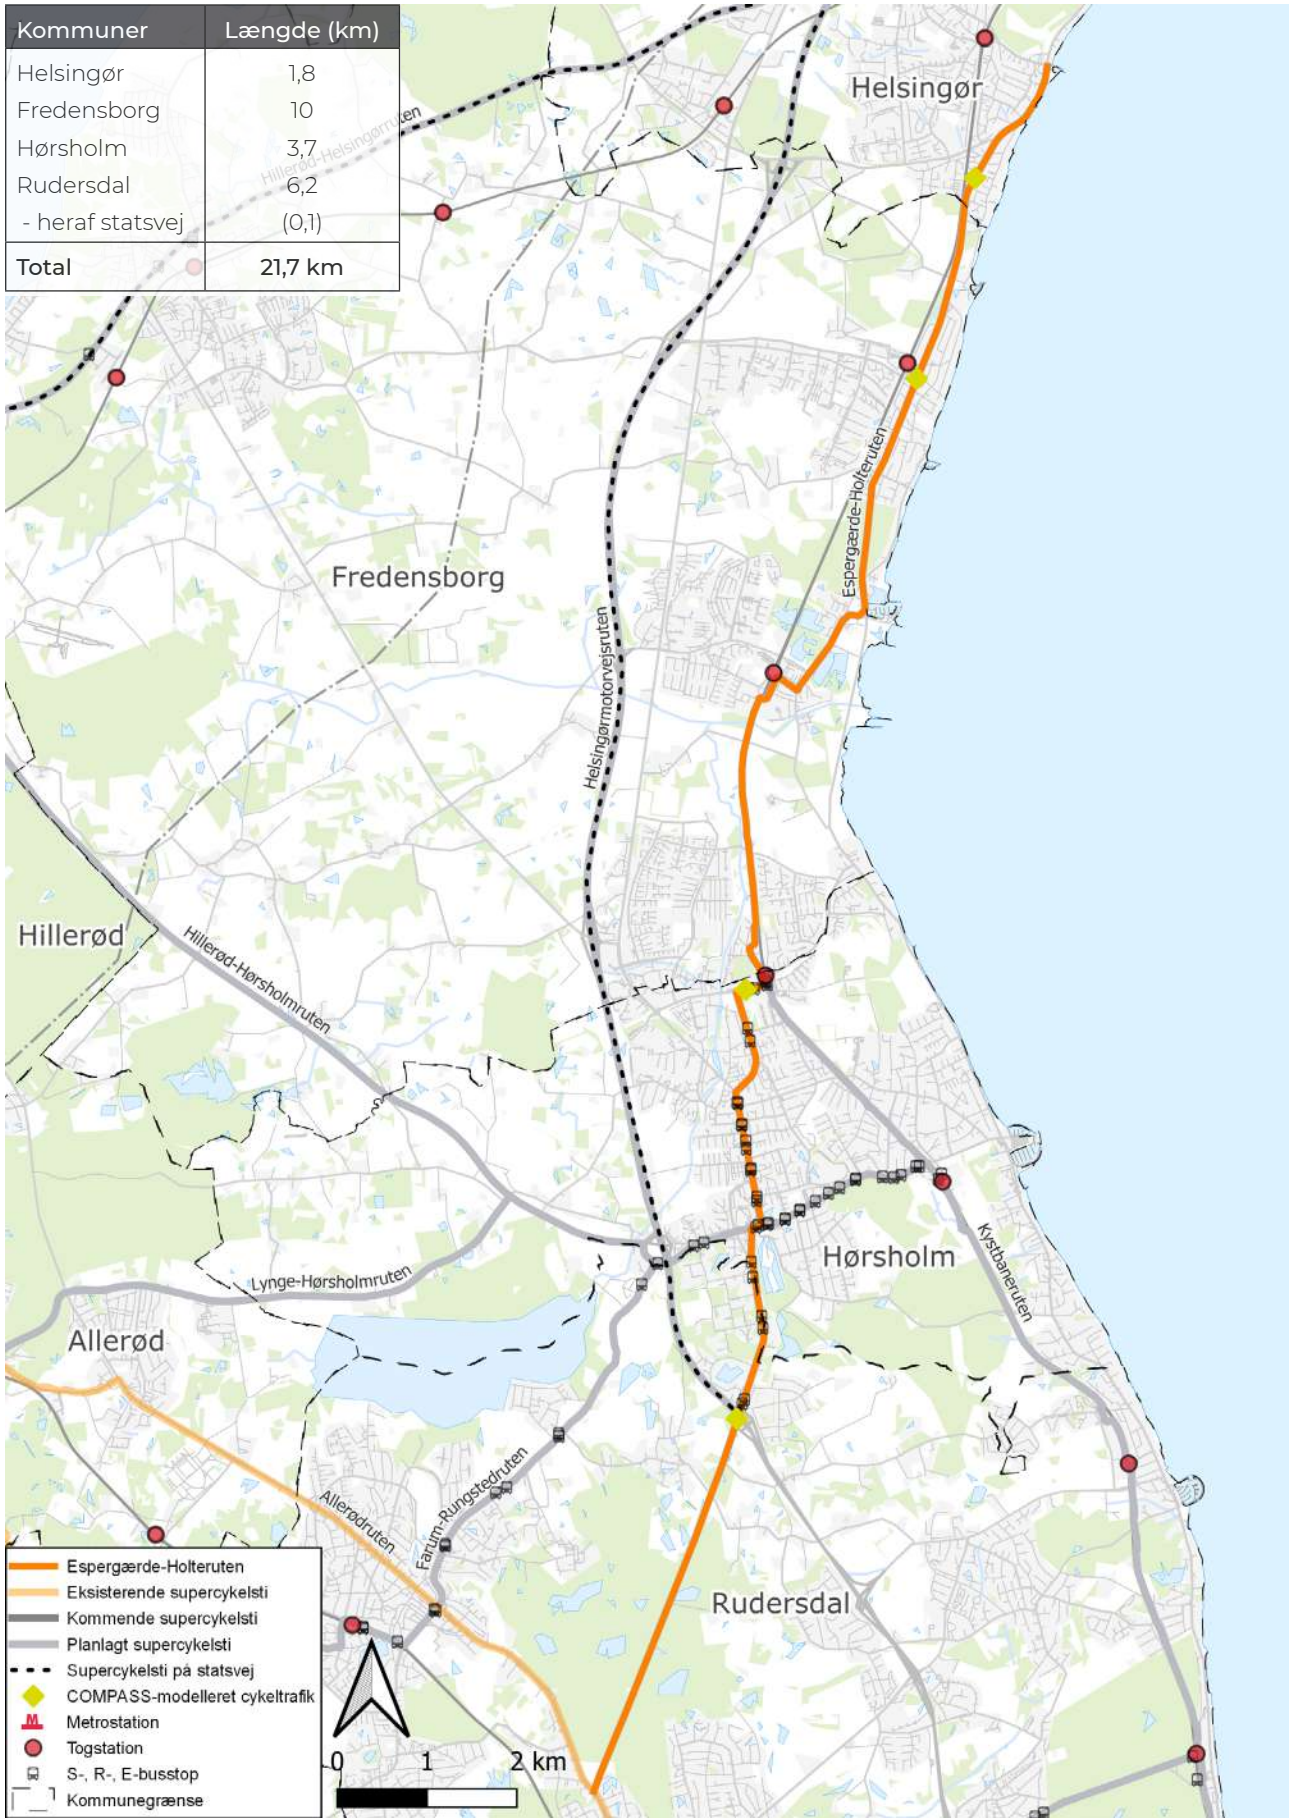 Kommuner Længde (km)
Helsingør 1,8
Fredensborg 10
Hørsholm 3,7
Rudersdal 6,2
- heraf statsvej (0,1)
Total 21,7 km
Helsingør
Hillerød-Helsingørruten
Espergærde-Holteruten
Fredensborg
Helsingørmotorvejsruten
Hillerød
Hillerød-Hørsholmruten
Hørsholm
Kystbaneruten
Lynge-Hørsholmruten
Allerød
Allerødruten
Farum-Rungstedruten
Rudersdal
Espergærde-Holteruten
Eksisterende supercykelsti
Kommende supercykelsti
Planlagt supercykelsti
Supercykelsti på statsvej
COMPASS-modelleret cykeltrafik
M Metrostation
Togstation
S-, R-, E-busstop
Kommunegrænse
0 1 2 km